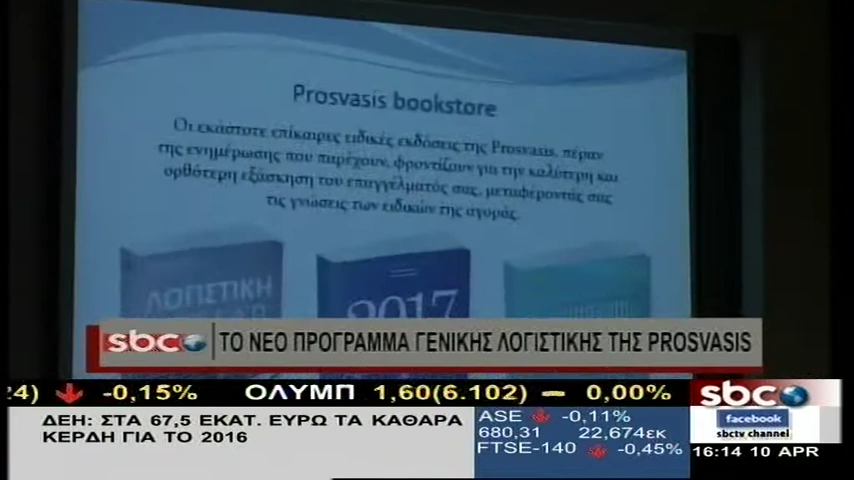 Prosvasis bookstore
Οι εκάστοτε επίκαιρες ειδικές εκδόσεις της Prosvasis, πέραν
της ενημέρωσης που παρέχουν, φροντίζουν για την καλύτερη και
ορθότερη εξάσκηση του επαγγέλματός σας, μεταφέροντάς σας
τις γνώσεις των ειδικών της αγοράς.
ΛΟΓΙΣΤΙΚΗ
2017
sbc ΤΟ ΝΕΟ ΠΡΟΓΡΑΜΜΑ ΓΕΝΙΚΗΣ ΛΟΓΙΣΤΙΚΗΣ ΤΗΣ PROSVASIS
24) -0,15% ΟΛΥΜΠ 1,60(6.102) 0,00%
sbc
facebook
sbctv channel
ΔΕΗ: ΣΤΑ 67,5 ΕΚΑΤ. ΕΥΡΩ ΤΑ ΚΑΘΑΡΑ
ΚΕΡΔΗ ΓΙΑ ΤΟ 2016
ASE -0,11%
680,31 22,674εκ
FTSE-140 -0,45%
16:14 10 APR